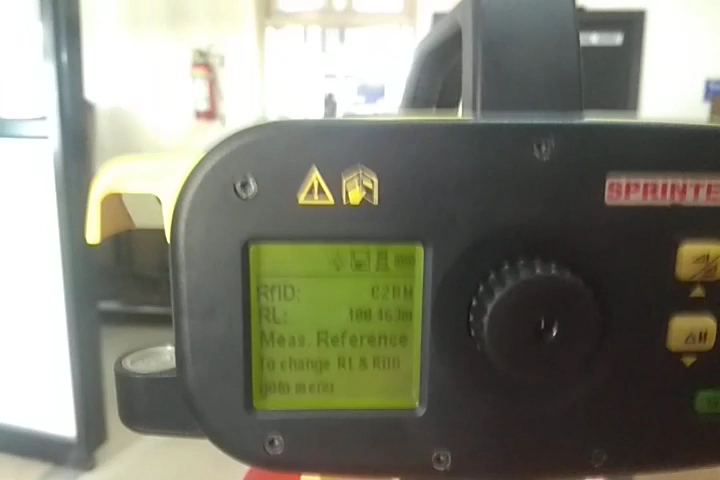 SPRINTE
RfID:
RL:
Meas. Reference
To change RL & RfID
goto menu